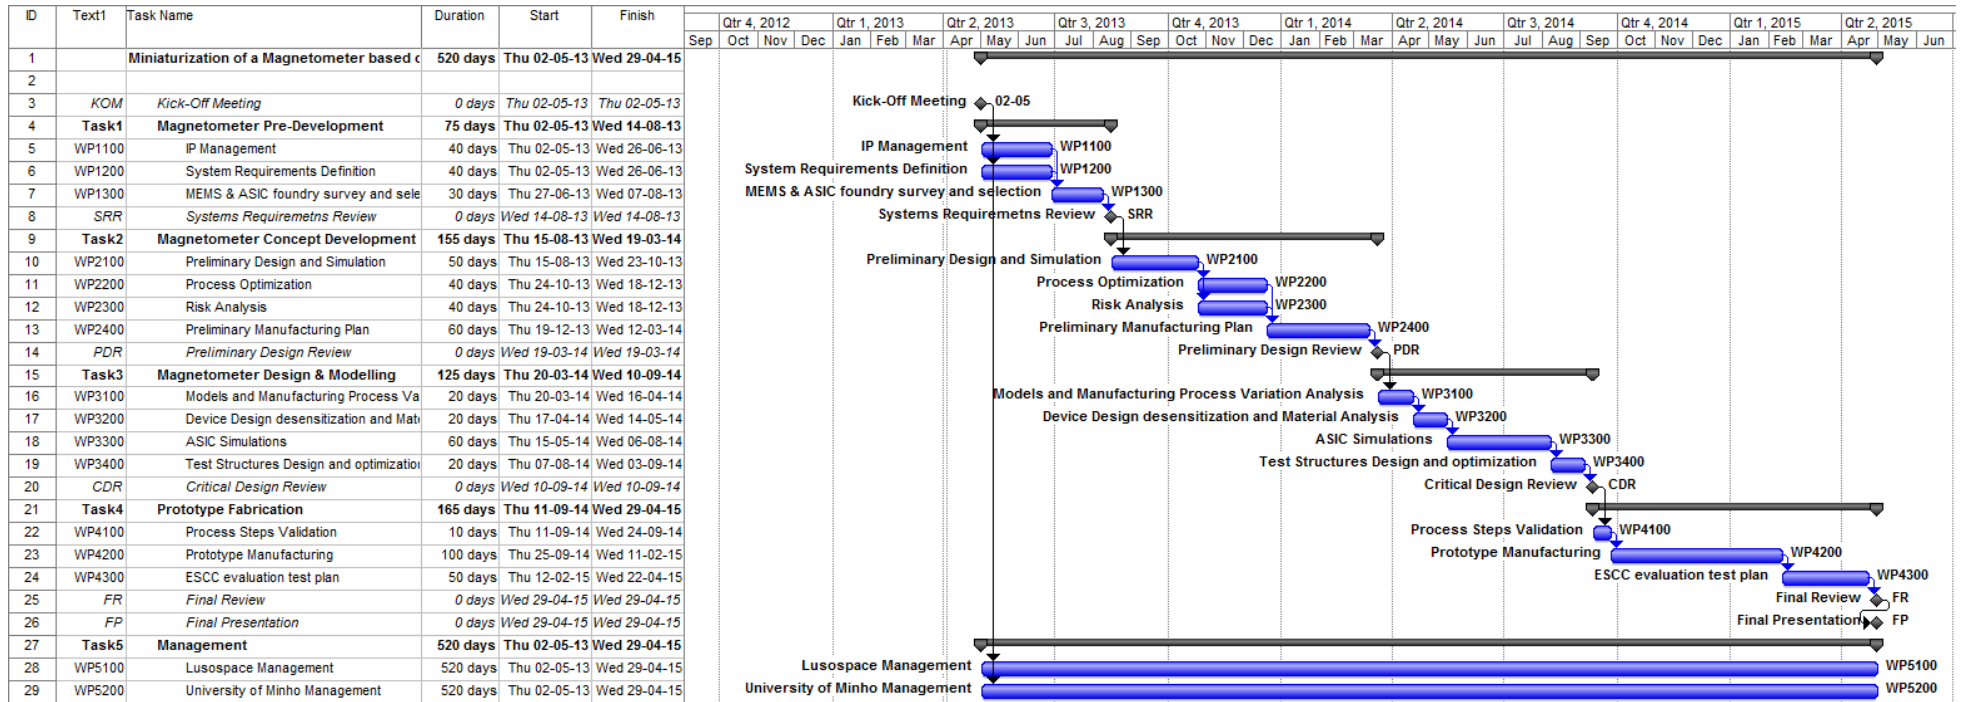 ID Text1 Task Name Duration Start Finish
Qtr 4, 2012 Qtr 1, 2013 Qtr 2, 2013 Qtr 3, 2013 Qtr 4, 2013 Qtr 1, 2014 Qtr 2, 2014 Qtr 3, 2014 Qtr 4, 2014 Qtr 1, 2015 Qtr 2, 2015
Sep Oct Nov Dec Jan Feb Mar Apr May Jun Jul Aug Sep Oct Nov Dec Jan Feb Mar Apr May Jun Jul Aug Sep Oct Nov Dec Jan Feb Mar Apr May Jun
1 Miniaturization of a Magnetometer based 520 days Thu 02-05-13 Wed 29-04-15
2
3 KOM Kick-Off Meeting 0 days Thu 02-05-13 Thu 02-05-13 Kick-Off Meeting 02-05
4 Task1 Magnetometer Pre-Development 75 days Thu 02-05-13 Wed 14-08-13
5 WP1100 IP Management 40 days Thu 02-05-13 Wed 26-06-13 IP Management WP1100
6 WP1200 System Requirements Definition 40 days Thu 02-05-13 Wed 26-06-13 System Requirements Definition WP1200
7 WP1300 MEMS & ASIC foundry survey and sele 30 days Thu 27-06-13 Wed 07-08-13 MEMS & ASIC foundry survey and selection WP1300
8 SRR Systems Requiremetns Review 0 days Wed 14-08-13 Wed 14-08-13 Systems Requiremetns Review SRR
9 Task2 Magnetometer Concept Development 155 days Thu 15-08-13 Wed 19-03-14
10 WP2100 Preliminary Design and Simulation 50 days Thu 15-08-13 Wed 23-10-13 Preliminary Design and Simulation WP2100
11 WP2200 Process Optimization 40 days Thu 24-10-13 Wed 18-12-13 Process Optimization WP2200
12 WP2300 Risk Analysis 40 days Thu 24-10-13 Wed 18-12-13 Risk Analysis WP2300
13 WP2400 Preliminary Manufacturing Plan 60 days Thu 19-12-13 Wed 12-03-14 Preliminary Manufacturing Plan WP2400
14 PDR Preliminary Design Review 0 days Wed 19-03-14 Wed 19-03-14 Preliminary Design Review PDR
15 Task3 Magnetometer Design & Modelling 125 days Thu 20-03-14 Wed 10-09-14
16 WP3100 Models and Manufacturing Process Va 20 days Thu 20-03-14 Wed 16-04-14 Models and Manufacturing Process Variation Analysis WP3100
17 WP3200 Device Design desensitization and Mat 20 days Thu 17-04-14 Wed 14-05-14 Device Design desensitization and Material Analysis WP3200
18 WP3300 ASIC Simulations 60 days Thu 15-05-14 Wed 06-08-14 ASIC Simulations WP3300
19 WP3400 Test Structures Design and optimization 20 days Thu 07-08-14 Wed 03-09-14 Test Structures Design and optimization WP3400
20 CDR Critical Design Review 0 days Wed 10-09-14 Wed 10-09-14 Critical Design Review CDR
21 Task4 Prototype Fabrication 165 days Thu 11-09-14 Wed 29-04-15
22 WP4100 Process Steps Validation 10 days Thu 11-09-14 Wed 24-09-14 Process Steps Validation WP4100
23 WP4200 Prototype Manufacturing 100 days Thu 25-09-14 Wed 11-02-15 Prototype Manufacturing WP4200
24 WP4300 ESCC evaluation test plan 50 days Thu 12-02-15 Wed 22-04-15 ESCC evaluation test plan WP4300
25 FR Final Review 0 days Wed 29-04-15 Wed 29-04-15 Final Review FR
26 FP Final Presentation 0 days Wed 29-04-15 Wed 29-04-15 Final Presentation FP
27 Task5 Management 520 days Thu 02-05-13 Wed 29-04-15
28 WP5100 Lusospace Management 520 days Thu 02-05-13 Wed 29-04-15 Lusospace Management WP5100
29 WP5200 University of Minho Management 520 days Thu 02-05-13 Wed 29-04-15 University of Minho Management WP5200